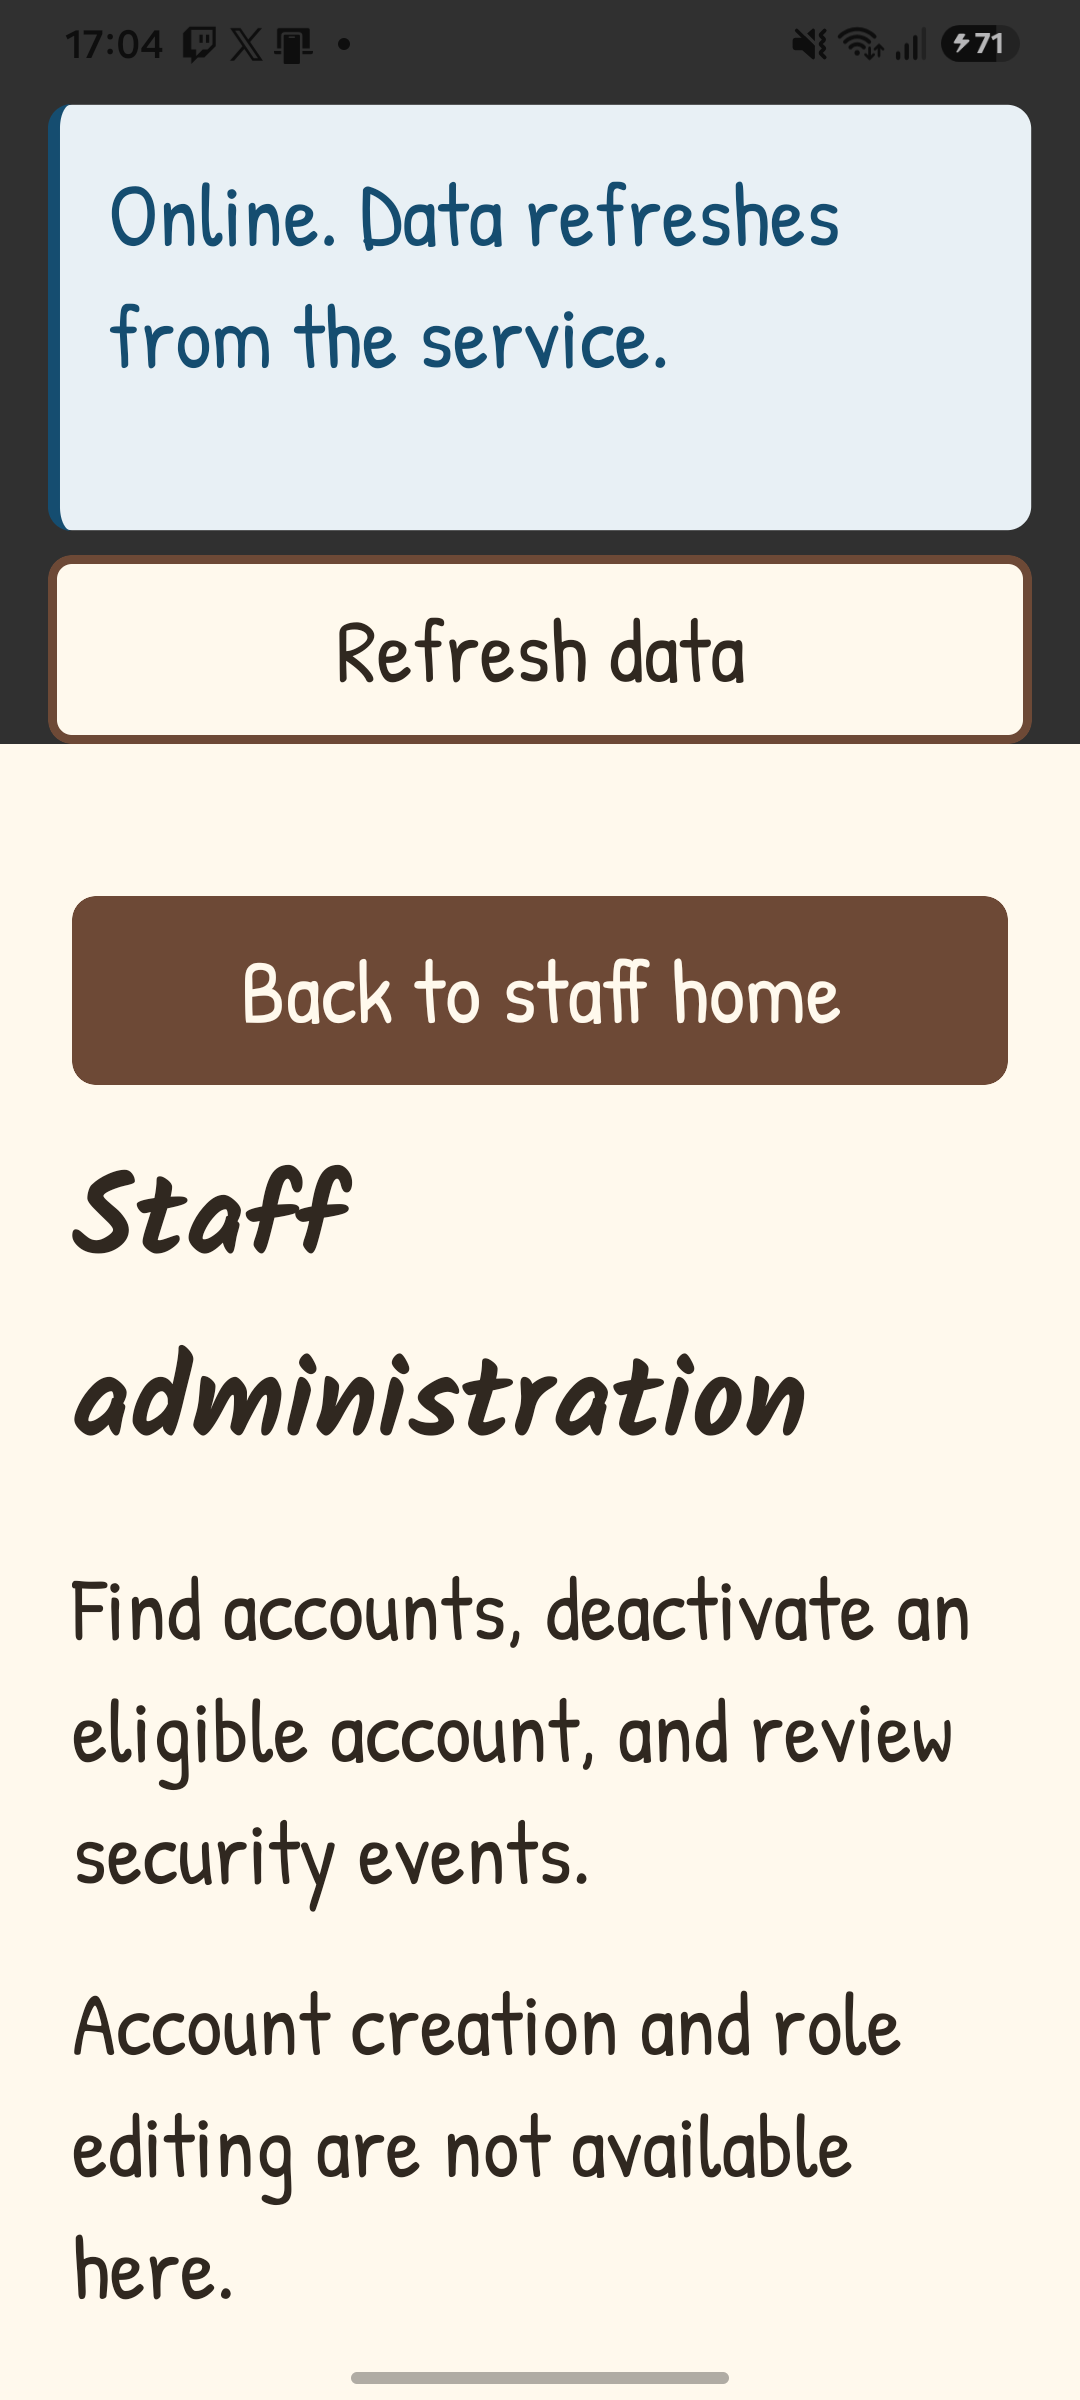 17:04
71
Online. Data refreshes
from the service.
Refresh data
Back to staff home
Staff
administration
Find accounts, deactivate an
eligible account, and review
security events.
Account creation and role
editing are not available
here.